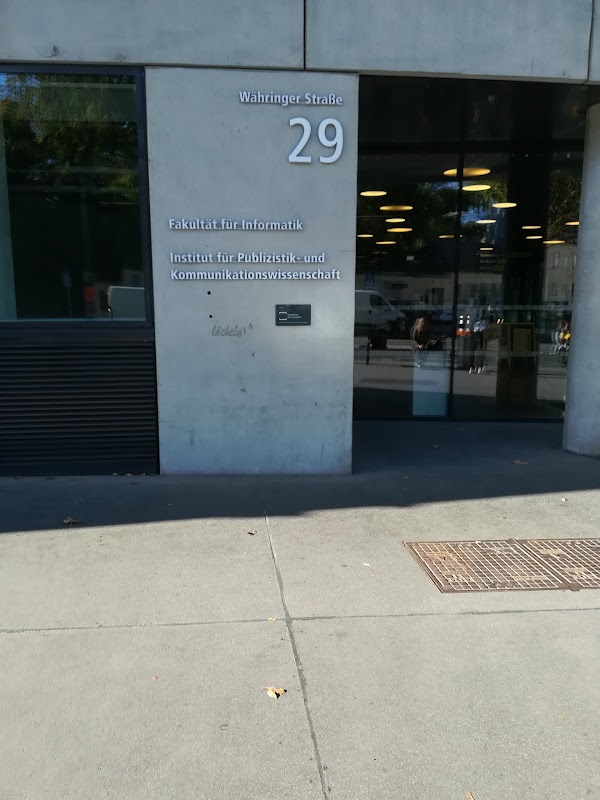 Währinger Straße
29
Fakultät für Informatik
Institut für Publizistik- und
Kommunikationswissenschaft